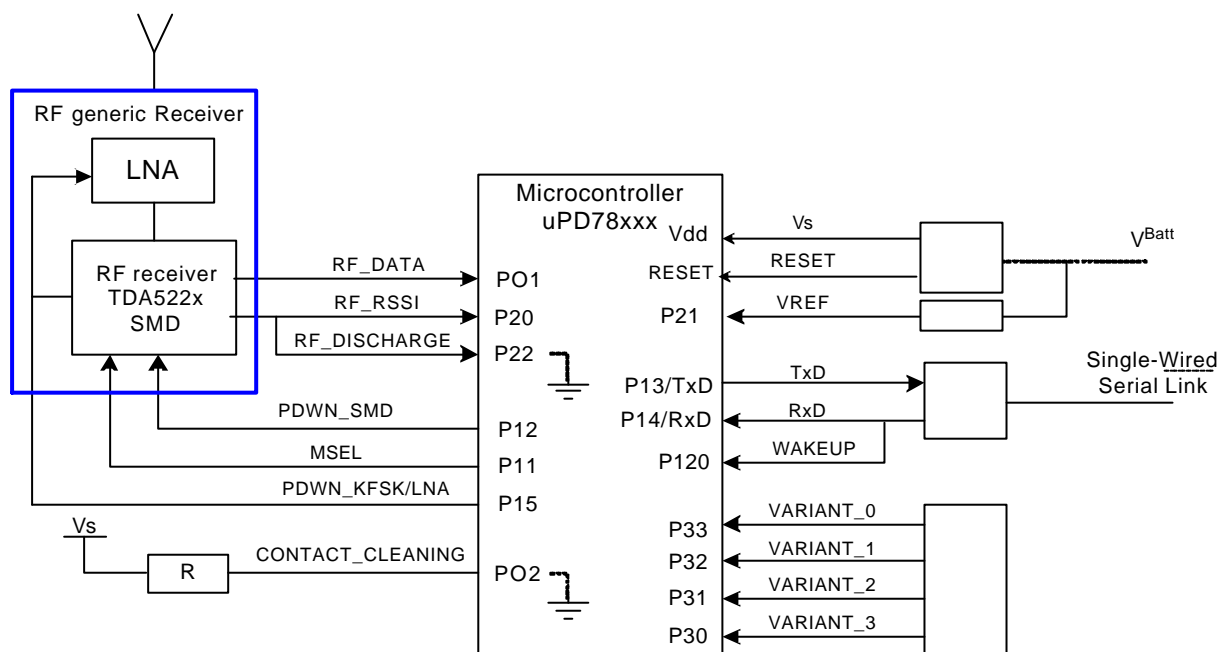 RF generic Receiver
LNA
RF receiver
TDA522x
SMD
Microcontroller
uPD78xxx
RF_DATA
PO1
RF_RSSI
P20
RF_DISCHARGE
P22
PDWN_SMD
P12
MSEL
P11
PDWN_KFSK/LNA
P15
Vs
R
CONTACT_CLEANING
PO2
Vdd
Vs
RESET
RESET
P21
VREF
VBatt
P13/TxD
TxD
P14/RxD
RxD
P120
WAKEUP
Single-Wired
Serial Link
P33
VARIANT_0
P32
VARIANT_1
P31
VARIANT_2
P30
VARIANT_3